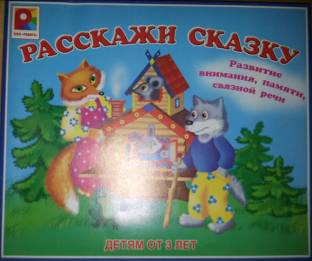 РАССКАЖИ СКАЗКУ
Развитие
внимания, памяти,
связной речи
ДЕТЯМ ОТ 3 ЛЕТ